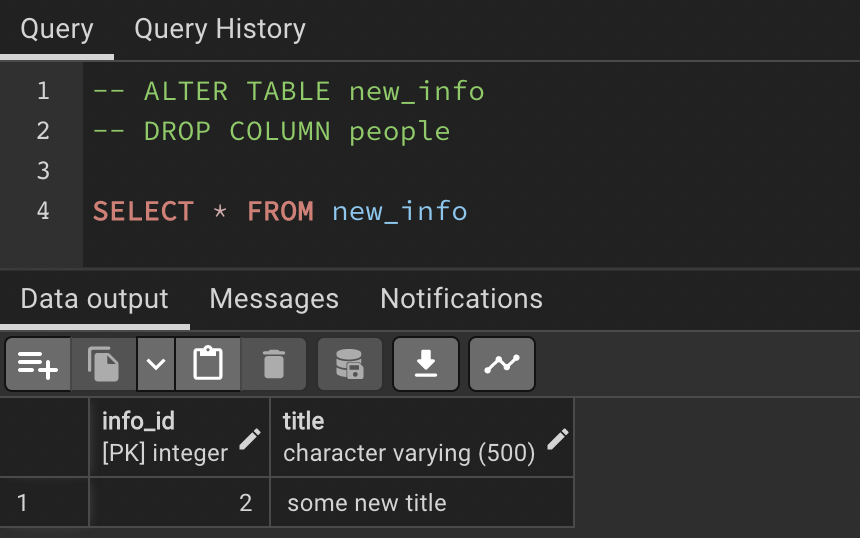 Query Query History
1 -- ALTER TABLE new_info
2 -- DROP COLUMN people
3
4 SELECT * FROM new_info
Data output Messages Notifications
info_id title
[PK] integer character varying (500)
1 2 some new title